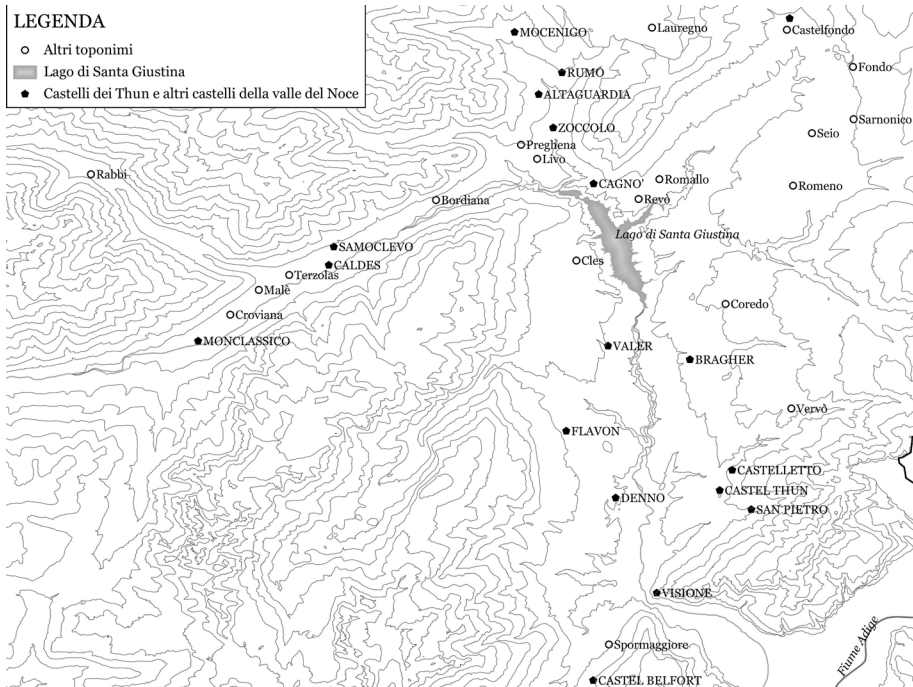 LEGENDA
Altri toponimi
Lago di Santa Giustina
Castelli dei Thun e altri castelli della valle del Noce
MOCENIGO
Lauregno
Castelfondo
RUMÓ
Fondo
ALTAGUARDIA
Sarnonico
ZOCCOLO
Seio
Preghena
Livo
Rabbi
CAGNO'
Romallo
Romeno
Bordiana
Revò
Lago di Santa Giustina
SAMOCLEVO
CALDES
Cles
Terzolas
Malè
Coredo
Croviana
MONCLASSICO
VALER
BRAGHER
Vervò
FLAVON
CASTELLETTO
CASTEL THUN
DENNO
SAN PIETRO
VISIONE
Fiume Adige
Spormaggiore
CASTEL BELFORT